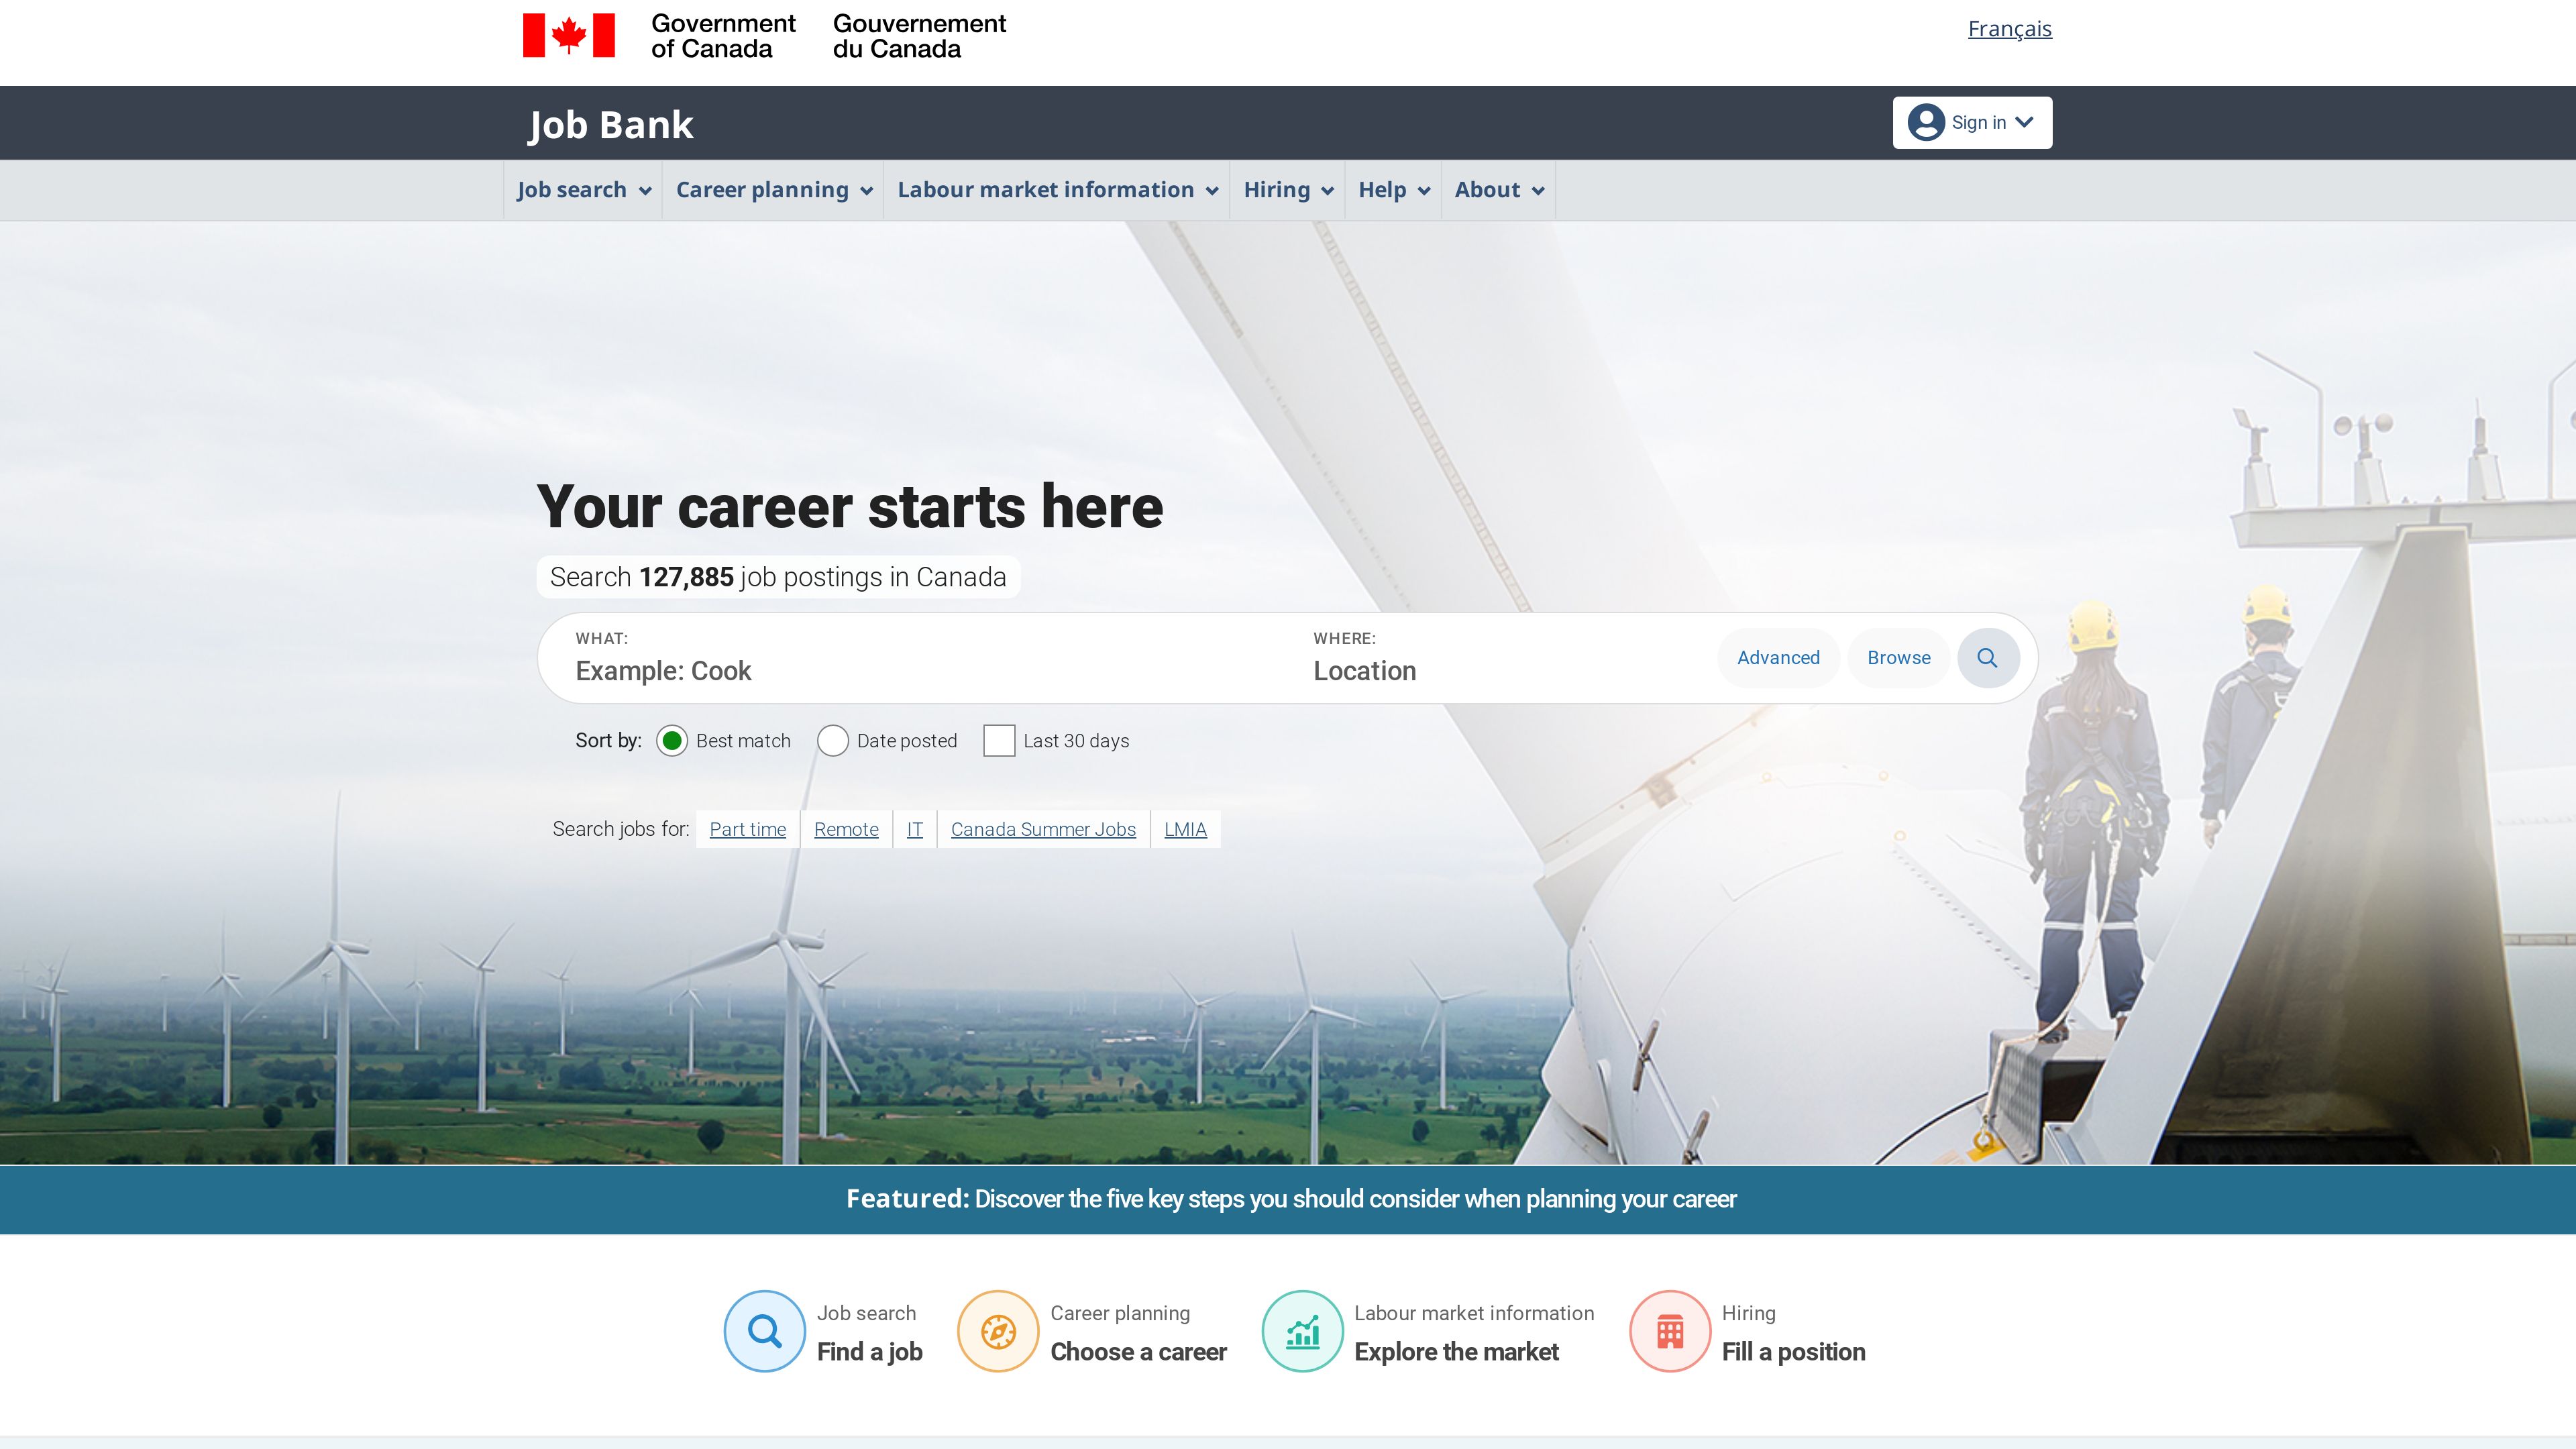 Government of Canada
Gouvernement du Canada
Français
Job Bank
Sign in
Job search
Career planning
Labour market information
Hiring
Help
About
Your career starts here
Search 127,885 job postings in Canada
WHAT:
Example: Cook
WHERE:
Location
Advanced
Browse
Sort by:
Best match
Date posted
Last 30 days
Search jobs for:
Part time
Remote
IT
Canada Summer Jobs
LMIA
Featured: Discover the five key steps you should consider when planning your career
Job search
Find a job
Career planning
Choose a career
Labour market information
Explore the market
Hiring
Fill a position